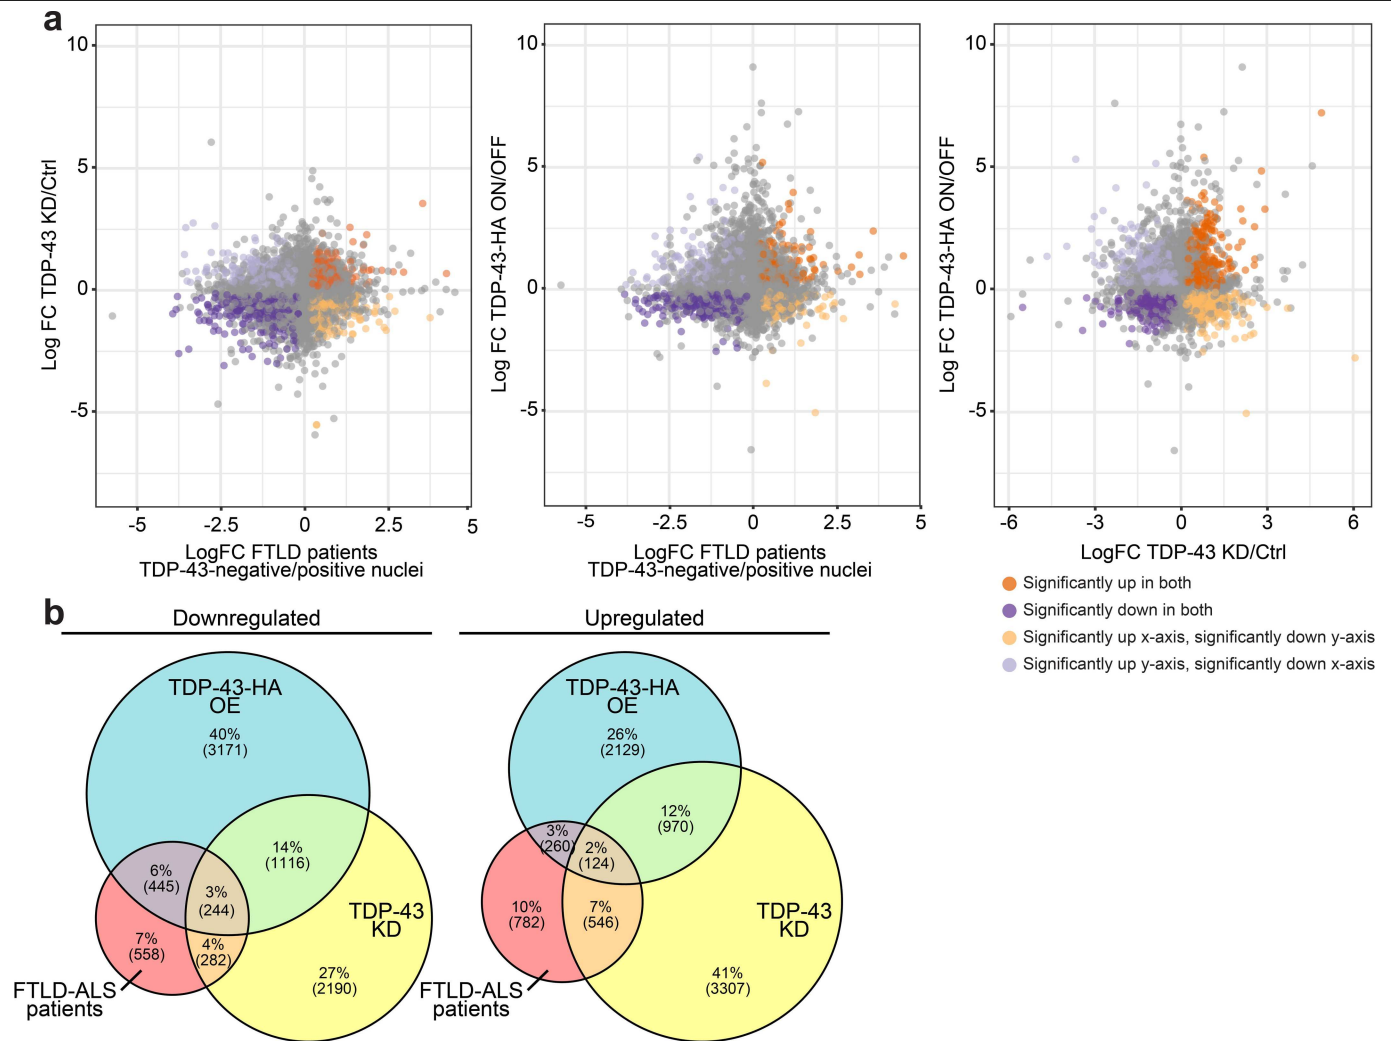 a
10
5
0
-5
Log FC TDP-43 KD/Ctrl
-5
-2.5
0
2.5
5
LogFC FTLD patients
TDP-43-negative/positive nuclei
10
5
0
-5
Log FC TDP-43-HA ON/OFF
-5
-2.5
0
2.5
5
LogFC FTLD patients
TDP-43-negative/positive nuclei
10
5
0
-5
Log FC TDP-43-HA ON/OFF
-6
-3
0
3
6
LogFC TDP-43 KD/Ctrl
Significantly up in both
Significantly down in both
Significantly up x-axis, significantly down y-axis
Significantly up y-axis, significantly down x-axis
b
Downregulated
TDP-43-HA
OE
40%
(3171)
14%
(1116)
6%
(445)
3%
(244)
7%
(558)
4%
(282)
TDP-43
KD
27%
(2190)
FTLD-ALS
patients
Upregulated
TDP-43-HA
OE
26%
(2129)
12%
(970)
3%
(260)
2%
(124)
10%
(782)
7%
(546)
TDP-43
KD
41%
(3307)
FTLD-ALS
patients